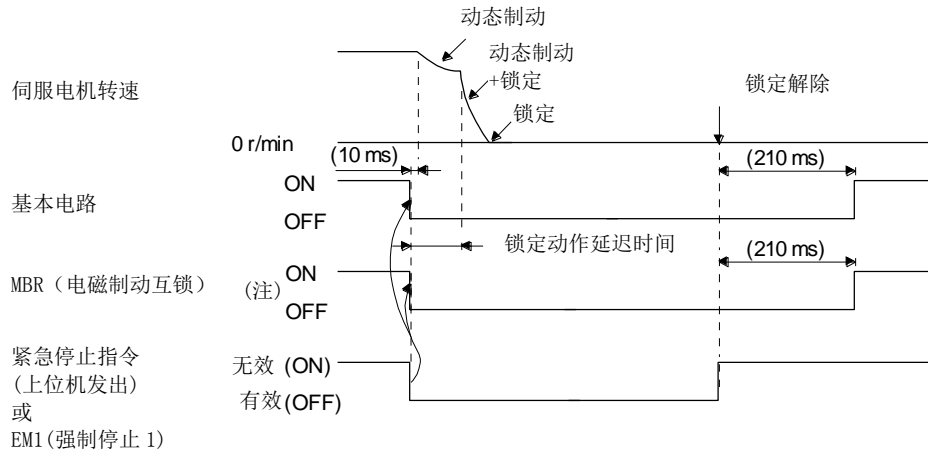 动态制动
动态制动
+锁定
伺服电机转速
锁定解除
锁定
0 r/min
(10 ms)
(210 ms)
ON
基本电路
OFF
锁定动作延迟时间
(210 ms)
ON
MBR（电磁制动互锁）
(注)
OFF
紧急停止指令
(上位机发出)
或
EM1(强制停止 1)
无效 (ON)
有效(OFF)